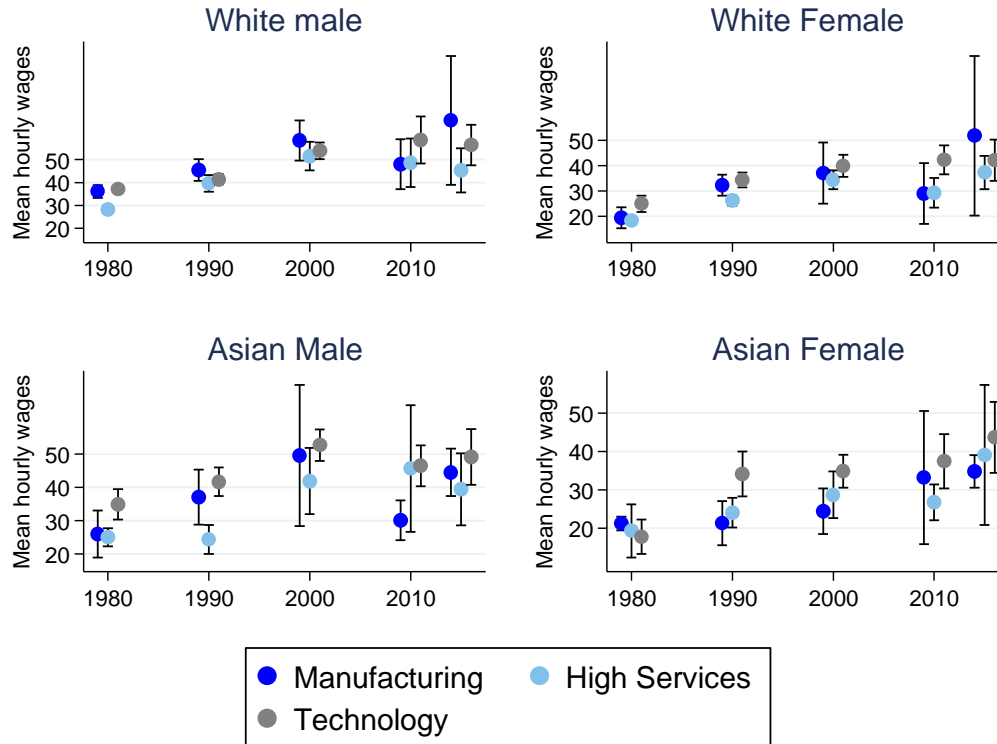 White male
White Female
Mean hourly wages
50
40
30
20
1980
1990
2000
2010
Mean hourly wages
50
40
30
20
1980
1990
2000
2010
Asian Male
Asian Female
Mean hourly wages
50
40
30
20
1980
1990
2000
2010
Mean hourly wages
50
40
30
20
1980
1990
2000
2010
Manufacturing
High Services
Technology